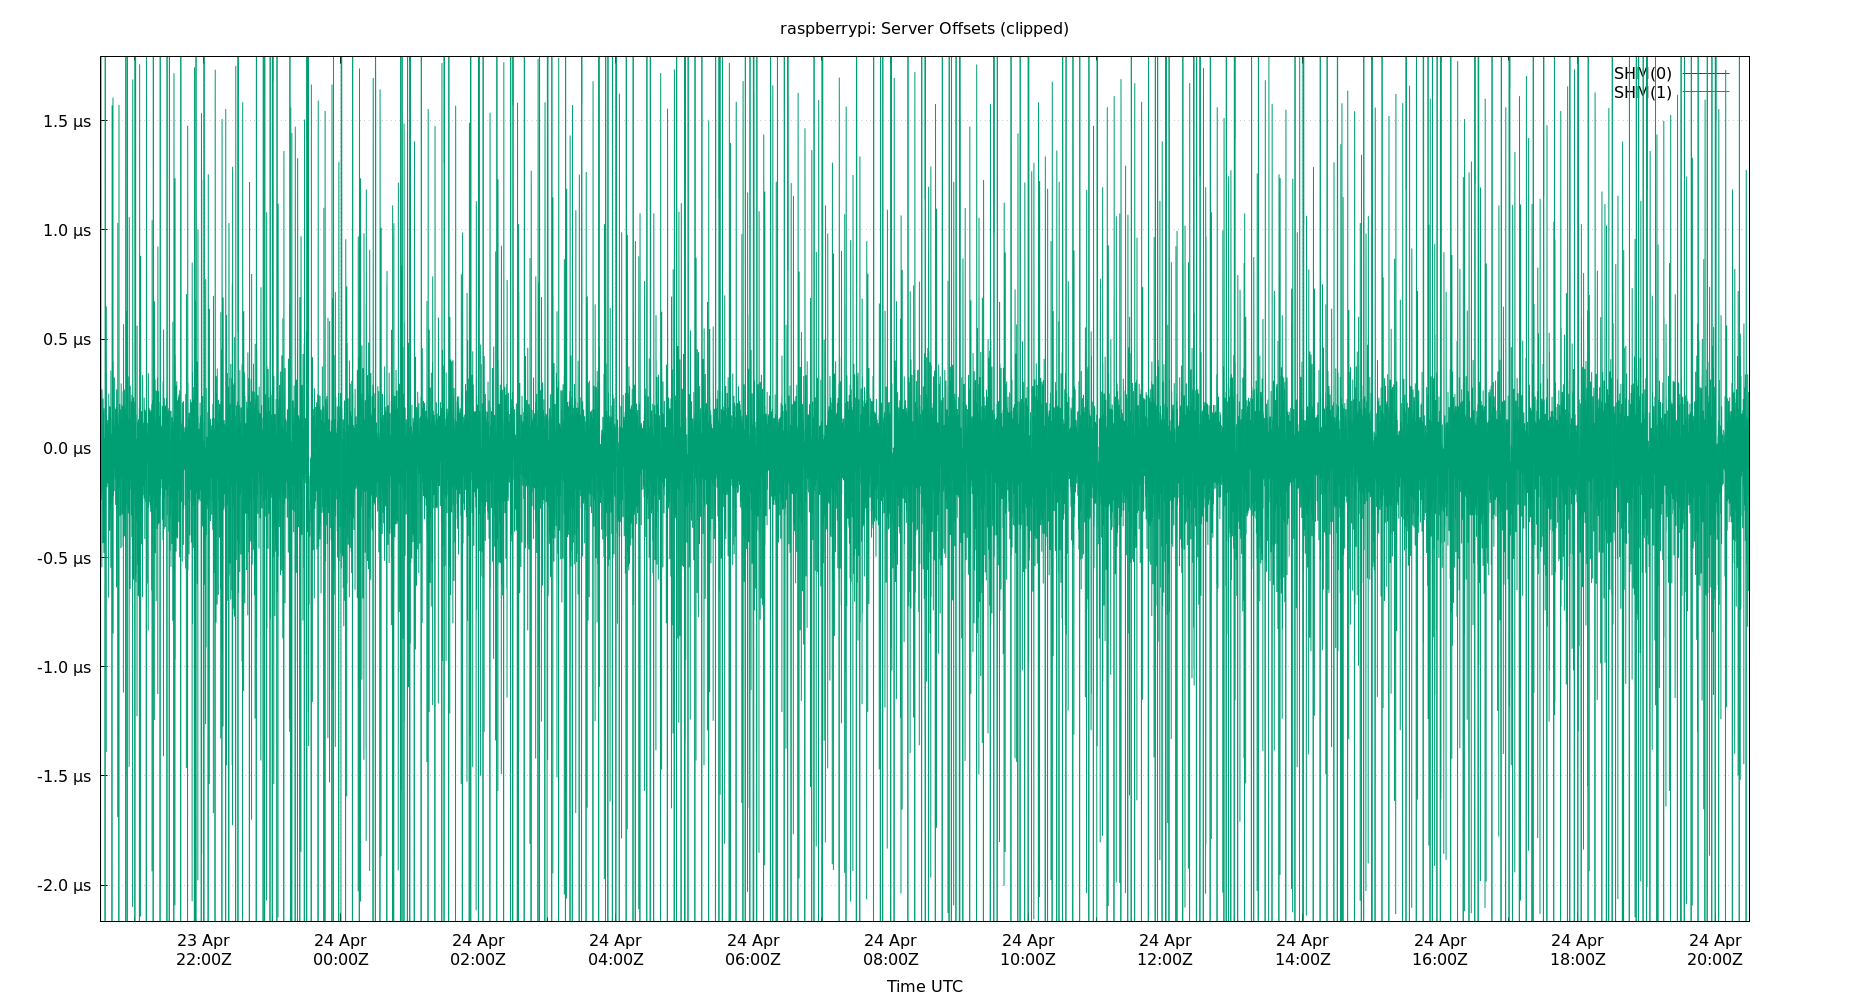 raspberrypi: Server Offsets (clipped)
SHM(0)
SHM(1)
1.5 µs
1.0 µs
0.5 µs
0.0 µs
-0.5 µs
-1.0 µs
-1.5 µs
-2.0 µs
23 Apr 24 Apr 24 Apr 24 Apr 24 Apr 24 Apr 24 Apr 24 Apr 24 Apr 24 Apr 24 Apr 24 Apr
22:00Z 00:00Z 02:00Z 04:00Z 06:00Z 08:00Z 10:00Z 12:00Z 14:00Z 16:00Z 18:00Z 20:00Z
Time UTC